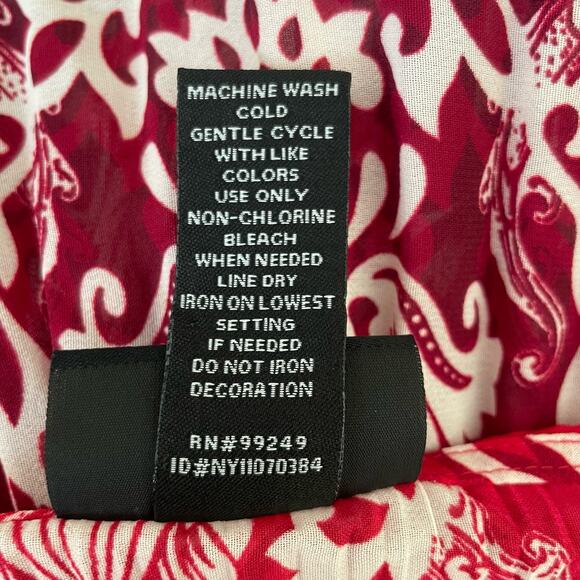 MACHINE WASH
COLD
GENTLE CYCLE
WITH LIKE
COLORS
USE ONLY
NON-CHLORINE
BLEACH
WHEN NEEDED
LINE DRY
IRON ON LOWEST
SETTING
IF NEEDED
DO NOT IRON
DECORATION
RN#99249
ID#NY11070384